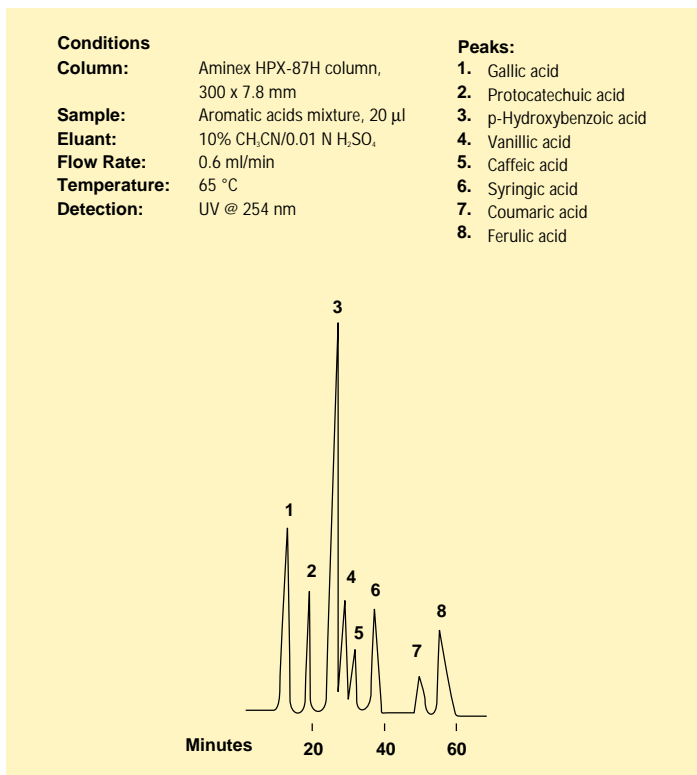 Conditions
Column: Aminex HPX-87H column,
300 x 7.8 mm
Sample: Aromatic acids mixture, 20 µl
Eluant: 10% CH₃CN/0.01 N H₂SO₄
Flow Rate: 0.6 ml/min
Temperature: 65 °C
Detection: UV @ 254 nm
Peaks:
1. Gallic acid
2. Protocatechuic acid
3. p-Hydroxybenzoic acid
4. Vanillic acid
5. Caffeic acid
6. Syringic acid
7. Coumaric acid
8. Ferulic acid
3
1
2
4
6
5
8
7
Minutes 20 40 60